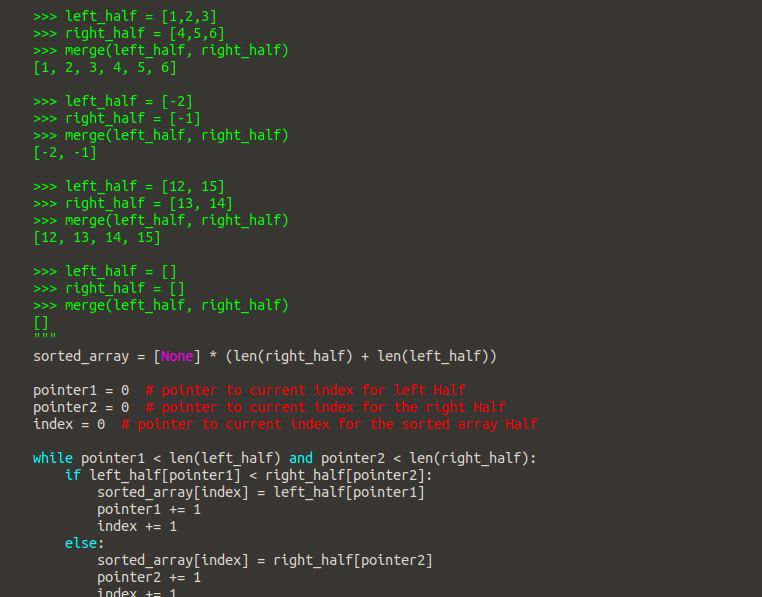 >>> left_half = [1,2,3]
>>> right_half = [4,5,6]
>>> merge(left_half, right_half)
[1, 2, 3, 4, 5, 6]
>>> left_half = [-2]
>>> right_half = [-1]
>>> merge(left_half, right_half)
[-2, -1]
>>> left_half = [12, 15]
>>> right_half = [13, 14]
>>> merge(left_half, right_half)
[12, 13, 14, 15]
>>> left_half = []
>>> right_half = []
>>> merge(left_half, right_half)
[]
"""
sorted_array = [None] * (len(right_half) + len(left_half))
pointer1 = 0  # pointer to current index for left Half
pointer2 = 0  # pointer to current index for the right Half
index = 0  # pointer to current index for the sorted array Half
while pointer1 < len(left_half) and pointer2 < len(right_half):
    if left_half[pointer1] < right_half[pointer2]:
        sorted_array[index] = left_half[pointer1]
        pointer1 += 1
        index += 1
    else:
        sorted_array[index] = right_half[pointer2]
        pointer2 += 1
        index += 1